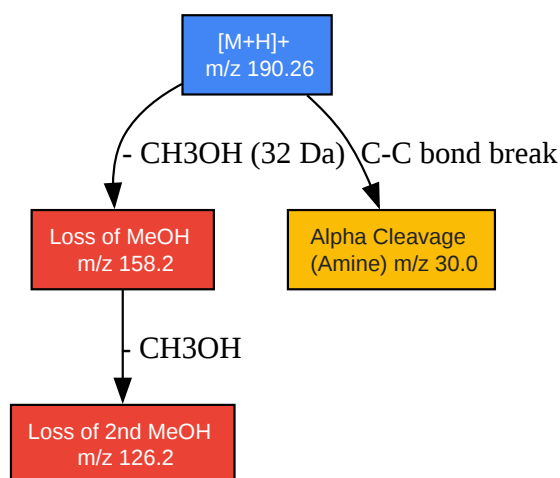 [M+H]+
m/z 190.26
- CH3OH (32 Da)
C-C bond break
Loss of MeOH
m/z 158.2
Alpha Cleavage
(Amine) m/z 30.0
- CH3OH
Loss of 2nd MeOH
m/z 126.2